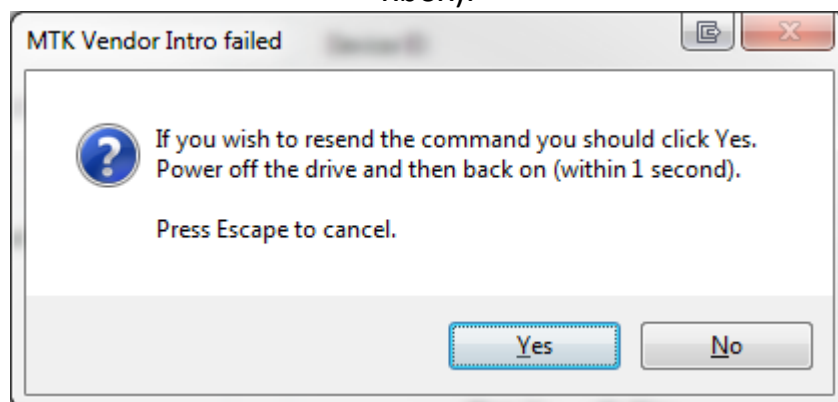 MTK Vendor Intro failed
If you wish to resend the command you should click Yes.
Power off the drive and then back on (within 1 second).
Press Escape to cancel.
Yes
No